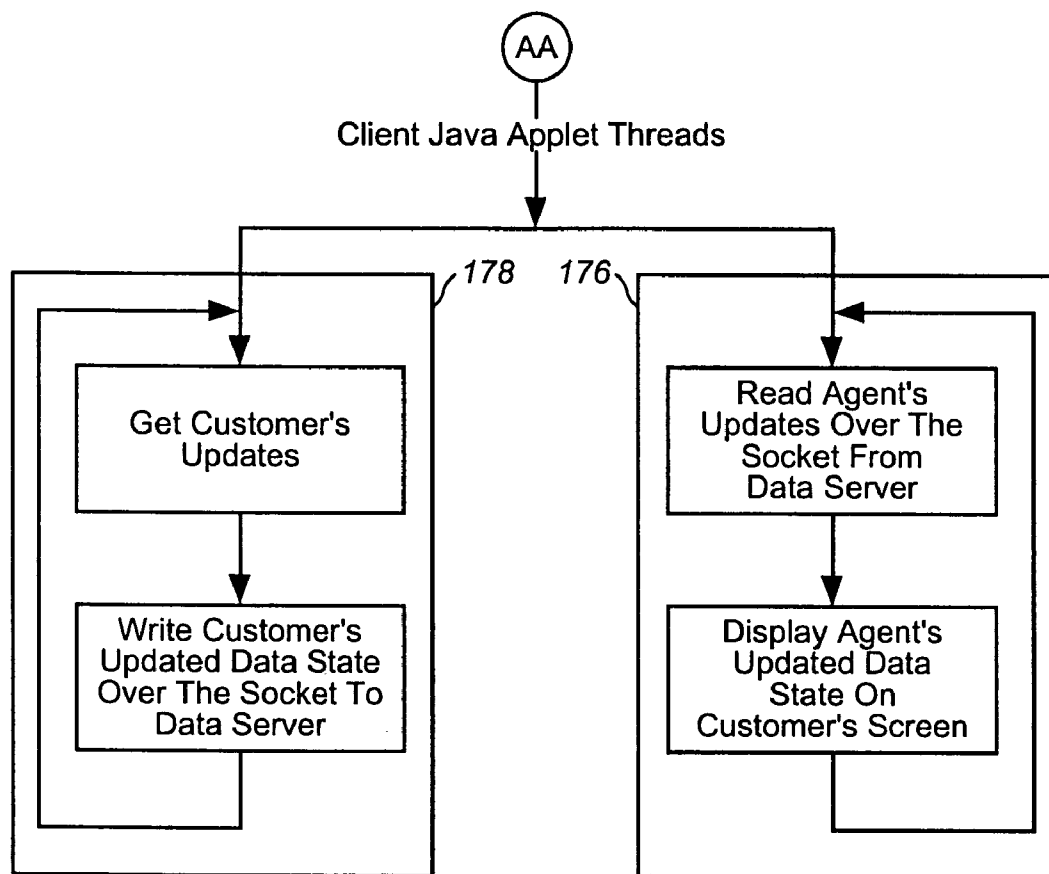 AA
Client Java Applet Threads
178
176
Get Customer's
Updates
Write Customer's
Updated Data State
Over The Socket To
Data Server
Read Agent's
Updates Over The
Socket From
Data Server
Display Agent's
Updated Data
State On
Customer's Screen